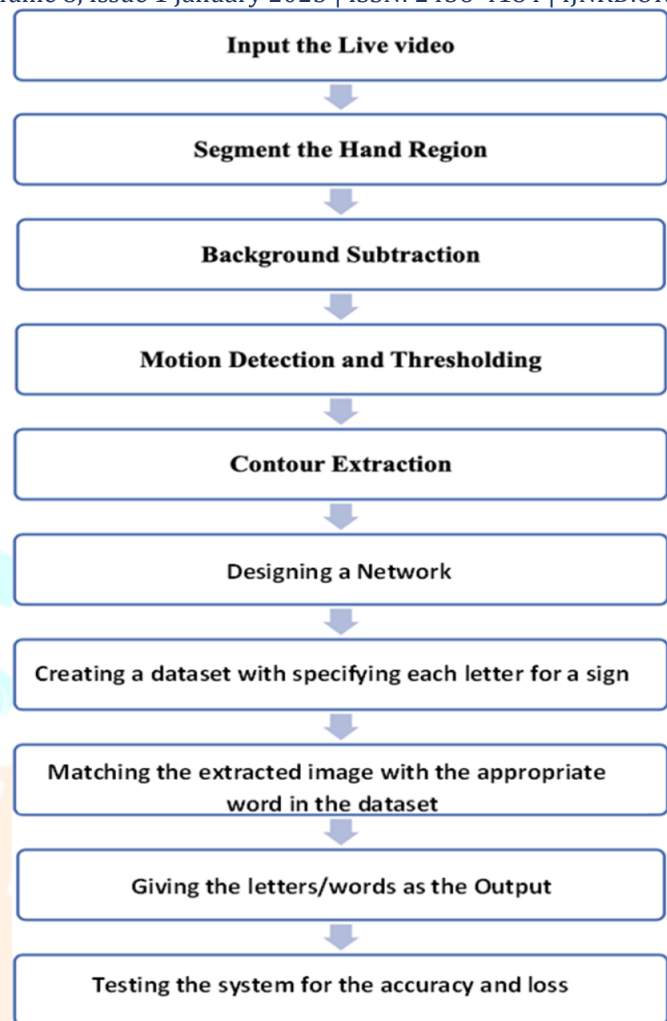 Input the Live video
Segment the Hand Region
Background Subtraction
Motion Detection and Thresholding
Contour Extraction
Designing a Network
Creating a dataset with specifying each letter for a sign
Matching the extracted image with the appropriate
word in the dataset
Giving the letters/words as the Output
Testing the system for the accuracy and loss